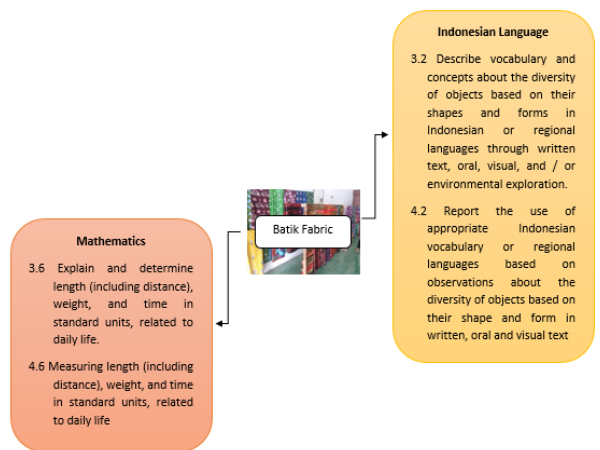 Indonesian Language
3.2 Describe vocabulary and
concepts about the diversity
of objects based on their
shapes and forms in
Indonesian or regional
languages through written
text, oral, visual, and / or
environmental exploration.
4.2 Report the use of
appropriate Indonesian
vocabulary or regional
languages based on
observations about the
diversity of objects based on
their shape and form in
written, oral and visual text
Batik Fabric
Mathematics
3.6 Explain and determine
length (including distance),
weight, and time in
standard units, related to
daily life.
4.6 Measuring length (including
distance), weight, and time
in standard units, related
to daily life